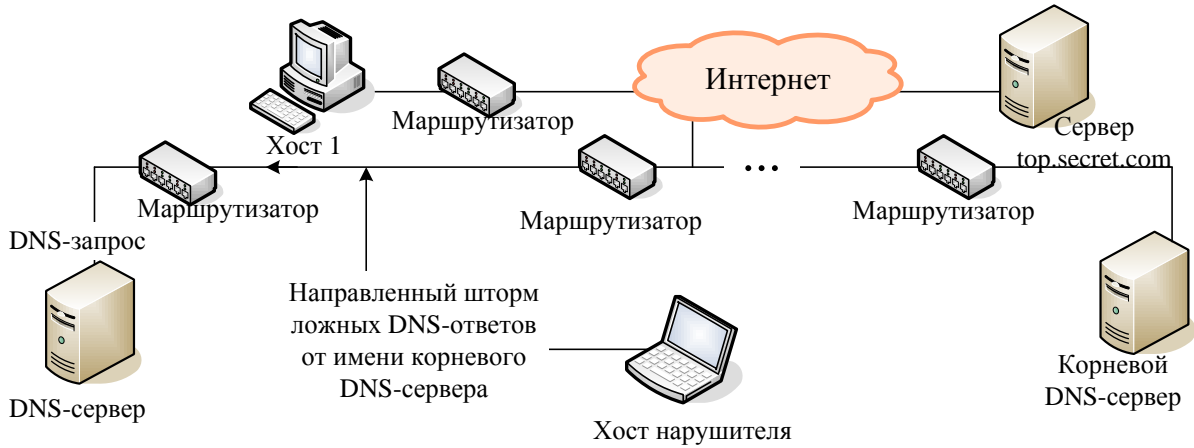 Интернет
Маршрутизатор
Хост 1
Сервер
top.secret.com
Маршрутизатор
Маршрутизатор
Маршрутизатор
DNS-запрос
Направленный шторм
ложных DNS-ответов
от имени корневого
DNS-сервера
Корневой
DNS-сервер
DNS-сервер
Хост нарушителя